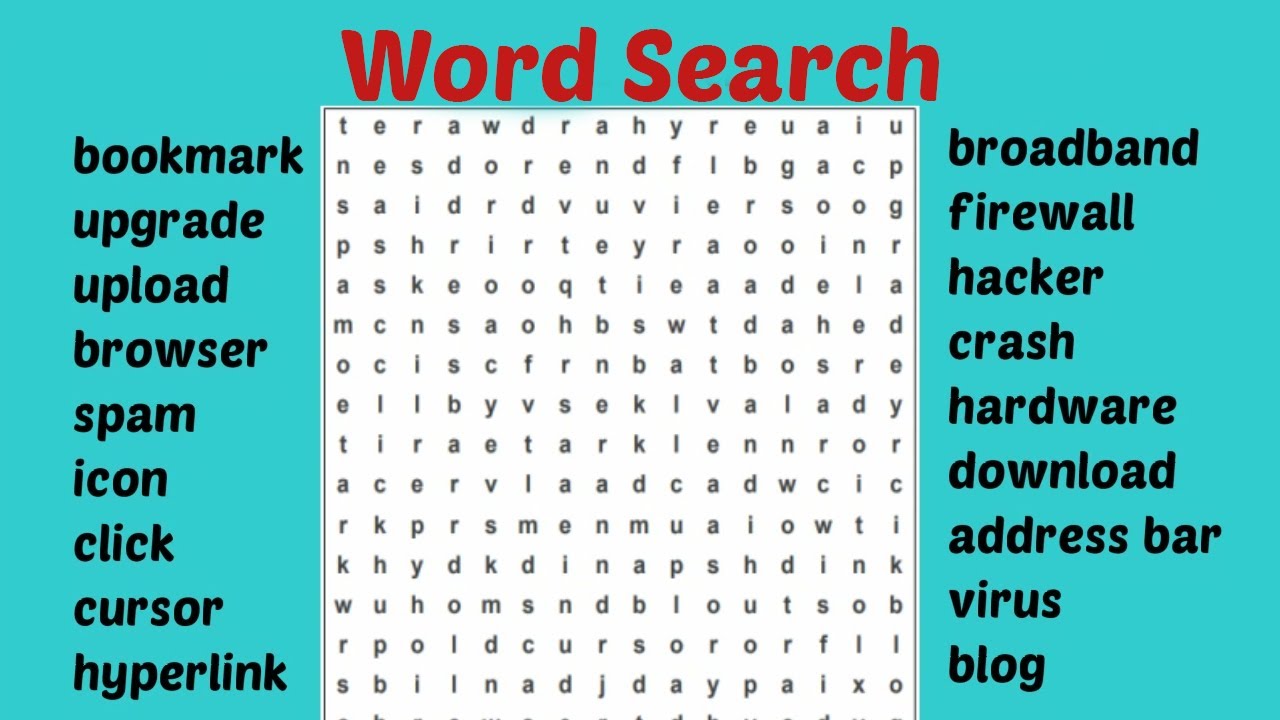 Word Search
bookmark
upgrade
upload
browser
spam
icon
click
cursor
hyperlink
t e r a w d r a h y r e u a i u
n e s d o r e n d f l b g a c p
s a i d r d v u v i e r s o o g
p s h r i r t e y r a o o i n r
a s k e o o q t i e a a d e l a
m c n s a o h b s w t d a h e d
o c i s c f r n b a t b o s r e
e l l b y v s e k l v a l a d y
t i r a e t a r k l e n n r o r
a c e r v l a a d c a d w c i c
r k p r s m e n m u a i o w t i
k h y d k d i n a p s h d i n k
w u h o m s n d b l o u t s o b
r p o l d c u r s o r o r f l l
s b i l n a d j d a y p a i x o
broadband
firewall
hacker
crash
hardware
download
address bar
virus
blog